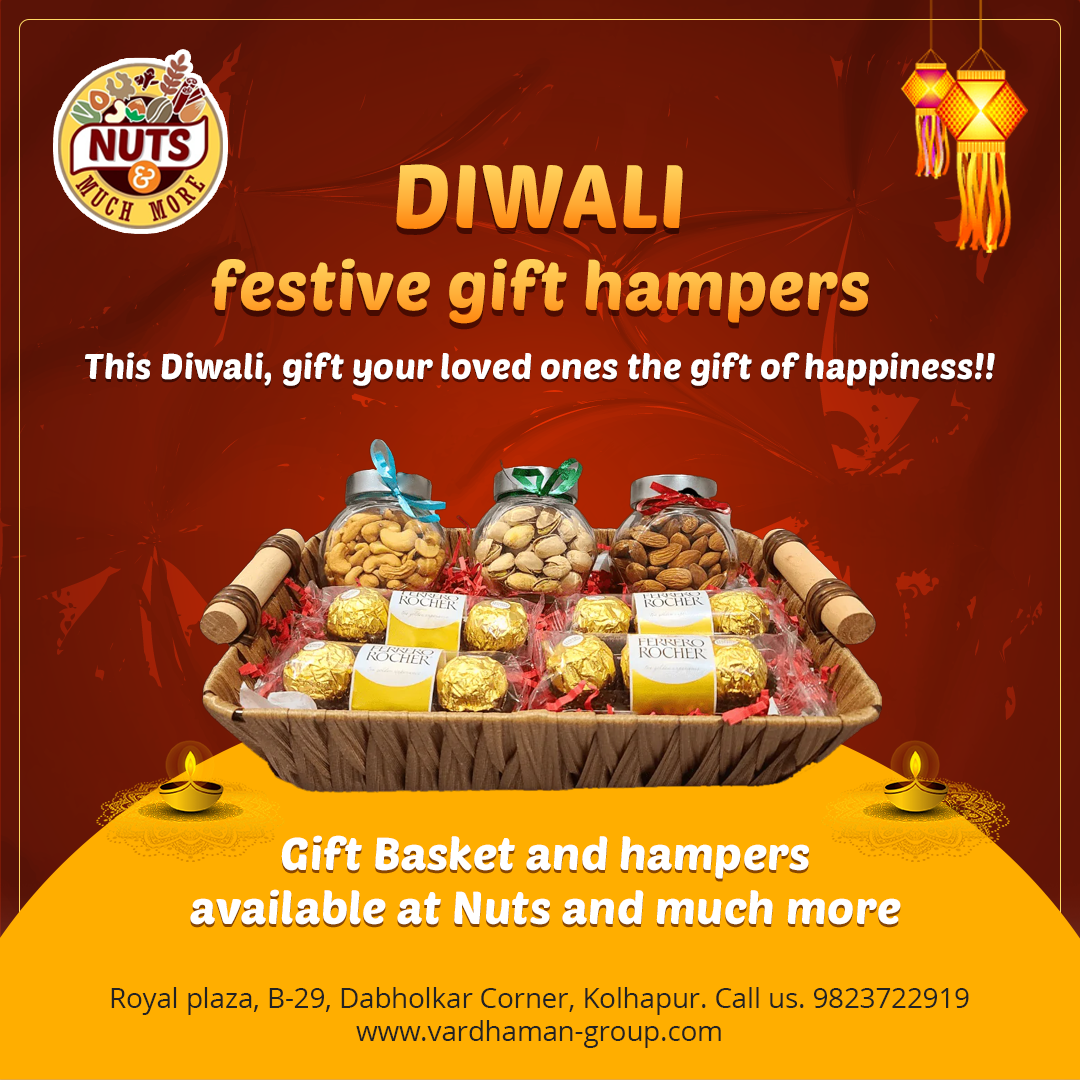 NUTS
&
MUCH MORE
DIWALI
festive gift hampers
This Diwali, gift your loved ones the gift of happiness!!
FERRERO
ROCHER
FERRERO
ROCHER
FERRERO
ROCHER
FERRERO
ROCHER
Gift Basket and hampers
available at Nuts and much more
Royal plaza, B-29, Dabholkar Corner, Kolhapur. Call us. 9823722919
www.vardhaman-group.com